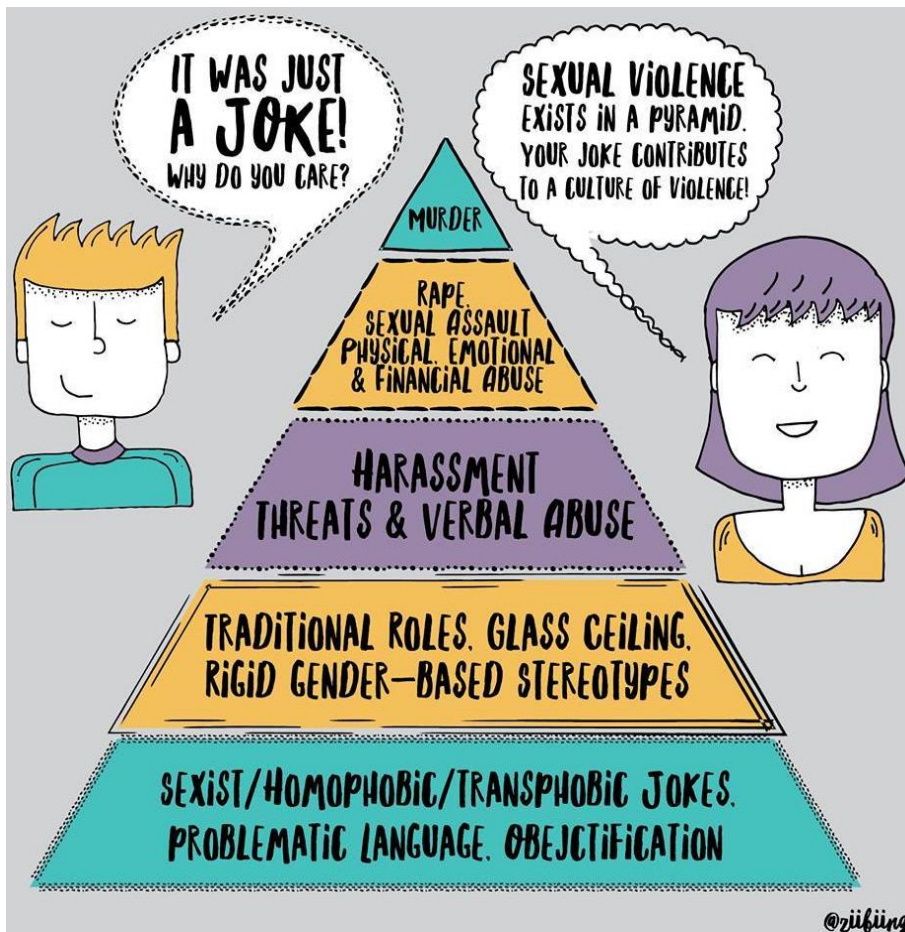 IT WAS JUST
A JOKE!
WHY DO YOU CARE?
SEXUAL VIOLENCE
EXISTS IN A PYRAMID.
YOUR JOKE CONTRIBUTES
TO A CULTURE OF VIOLENCE!
MURDER
RAPE,
SEXUAL ASSAULT
PHYSICAL, EMOTIONAL
& FINANCIAL ABUSE
HARASSMENT
THREATS & VERBAL ABUSE
TRADITIONAL ROLES, GLASS CEILING,
RIGID GENDER-BASED STEREOTYPES
SEXIST/HOMOPHOBIC/TRANSPHOBIC JOKES,
PROBLEMATIC LANGUAGE, OBEJCTIFICATION